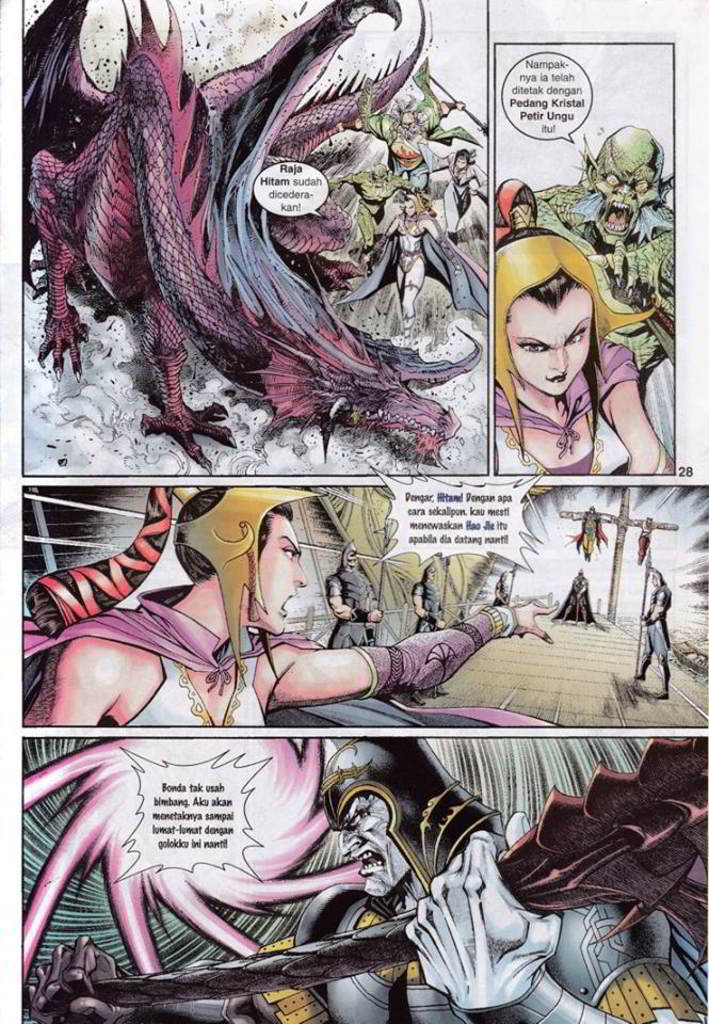 Raja
Hitam sudah
dicedera-
kan!
Nampak-
nya ia telah
ditetak dengan
Pedang Kristal
Petir Ungu
itu!
28
Dengar, Hitam! Dengan apa
cara sekalipun, kau mesti
menewaskan Hao Jie itu
apabila dia datang nanti!
Bonda tak usah
bimbang. Aku akan
menetaknya sampai
lumat-lumat dengan
golokku ini nanti!